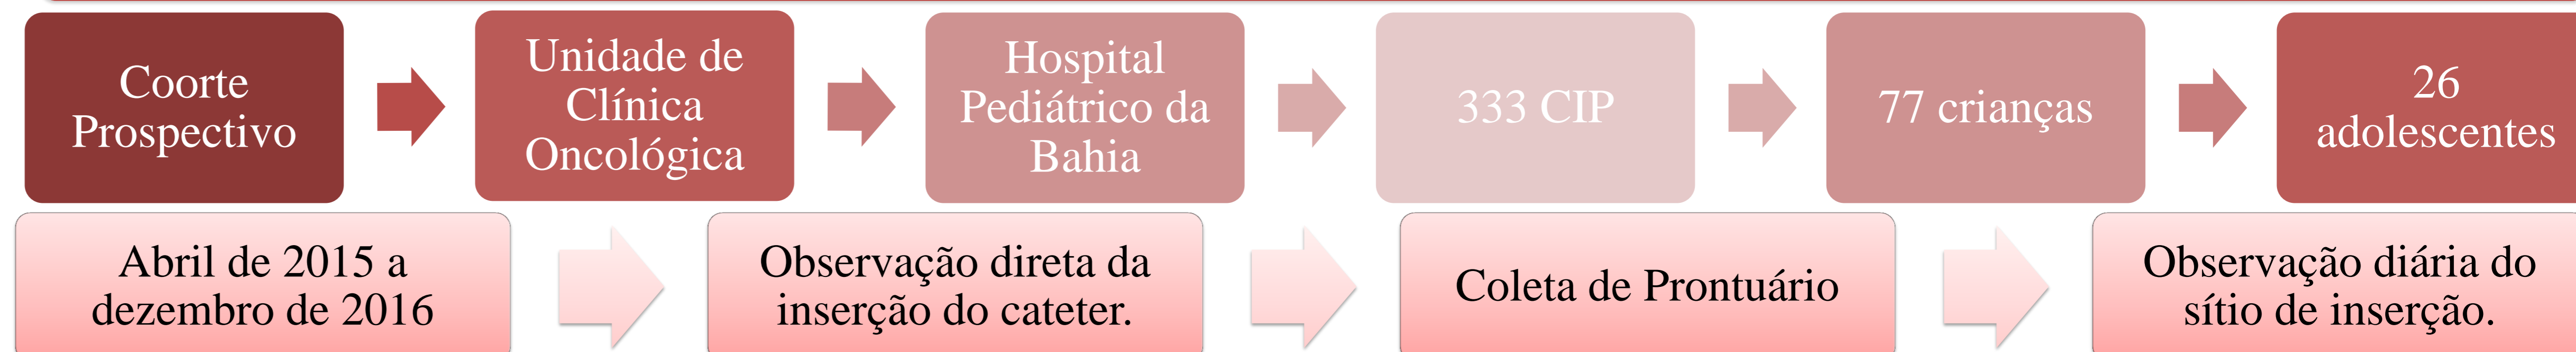 Coorte
Prospectivo
Unidade de
Clínica
Oncológica
Hospital
Pediátrico da
Bahia
333 CIP
77 crianças
26
adolescentes
Abril de 2015 a
dezembro de 2016
Observação direta da
inserção do cateter.
Coleta de Prontuário
Observação diária do
sítio de inserção.